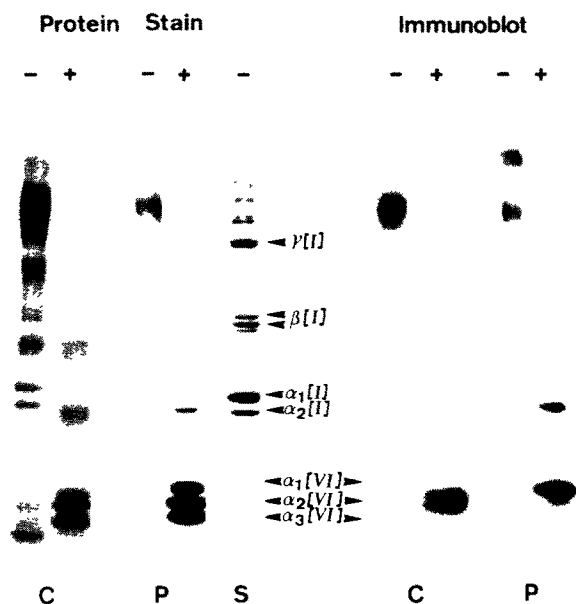 Protein Stain Immunoblot
- + - + - - + - +
γ[I]
β[I]
α₁[I]
α₂[I]
α₁[VI]
α₂[VI]
α₃[VI]
C P S C P